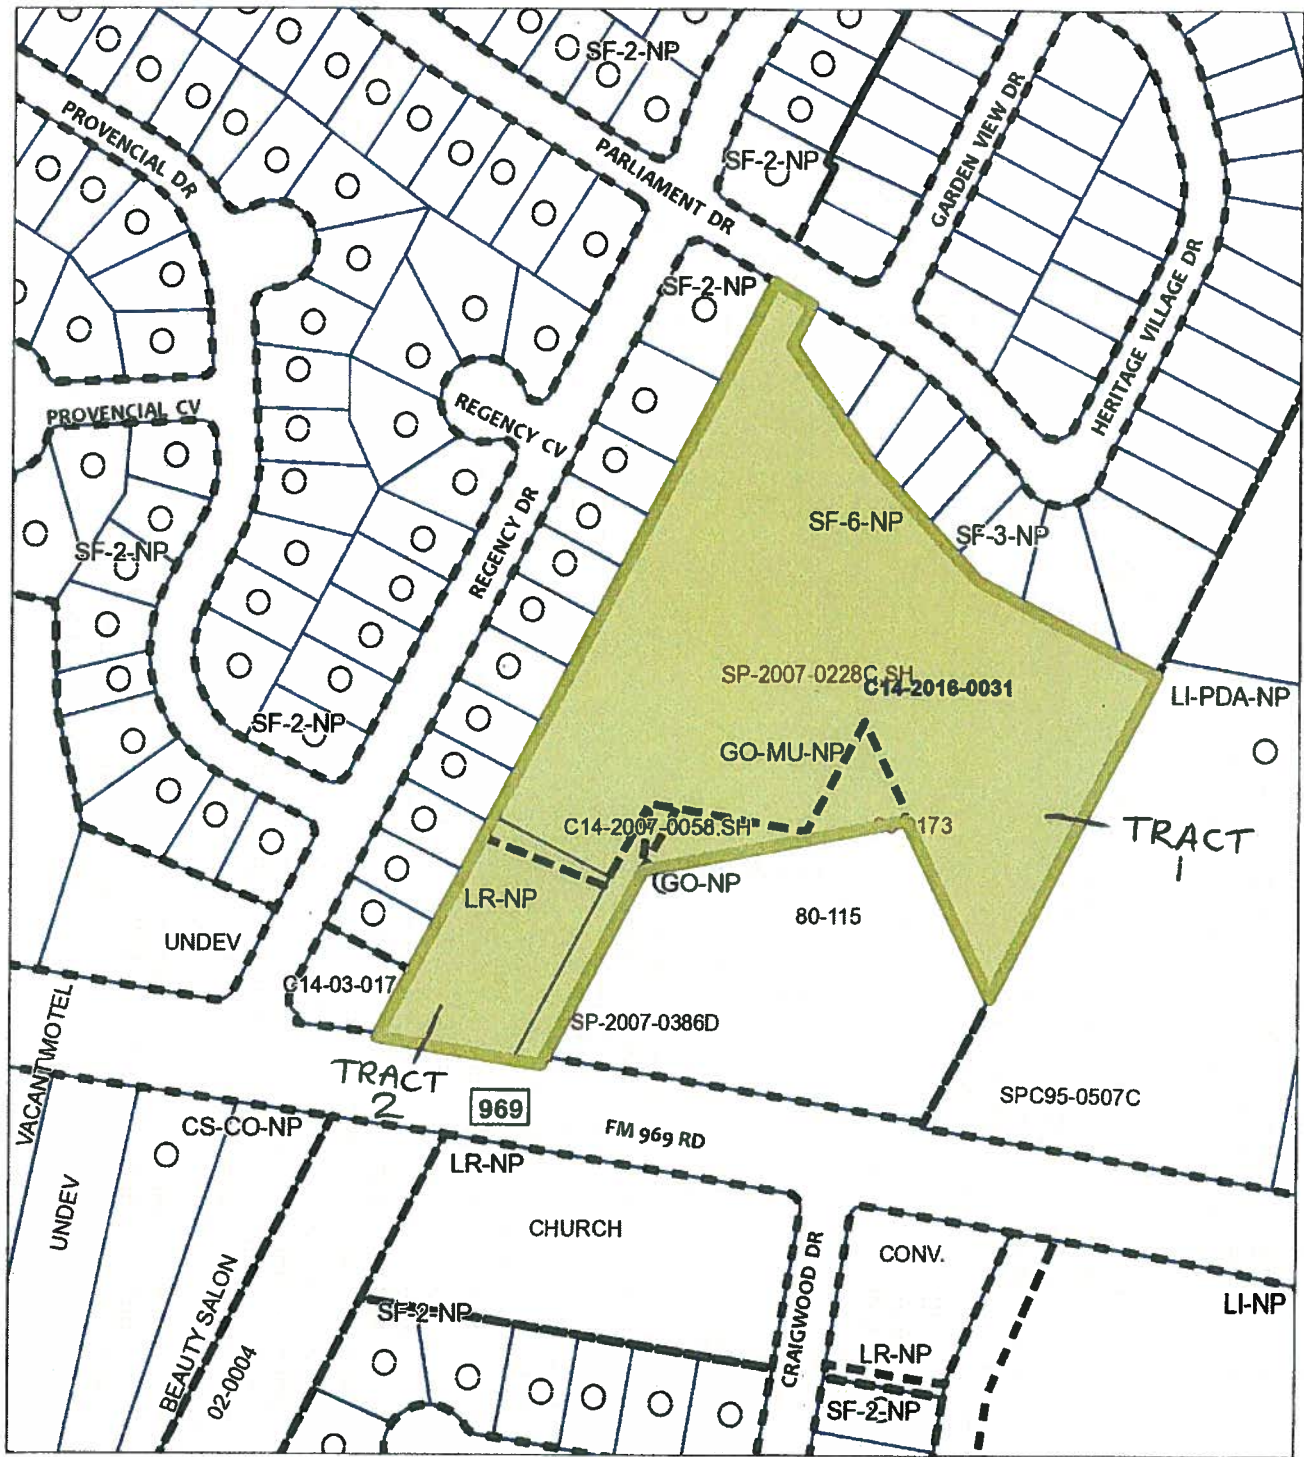 SF-2-NP
PROVENCIAL DR
PARLIAMENT DR
SF-2-NP
GARDEN VIEW DR
SF-2-NP
HERITAGE VILLAGE DR
PROVENCIAL CV
REGENCY CV
REGENCY DR
SF-6-NP
SF-3-NP
SF-2-NP
SP-2007-0228C.SH
C14-2016-0031
LI-PDA-NP
SF-2-NP
GO-MU-NP
C14-2007-0058.SH
173
TRACT
1
LR-NP
GO-NP
80-115
UNDEV
C14-03-017
SP-2007-0386D
VACANT MOTEL
TRACT
2
969
SPC95-0507C
CS-CO-NP
FM 969 RD
LR-NP
UNDEV
CHURCH
CRAIGWOOD DR
CONV.
BEAUTY SALON
02-0004
SF-2-NP
LI-NP
LR-NP
SF-2-NP